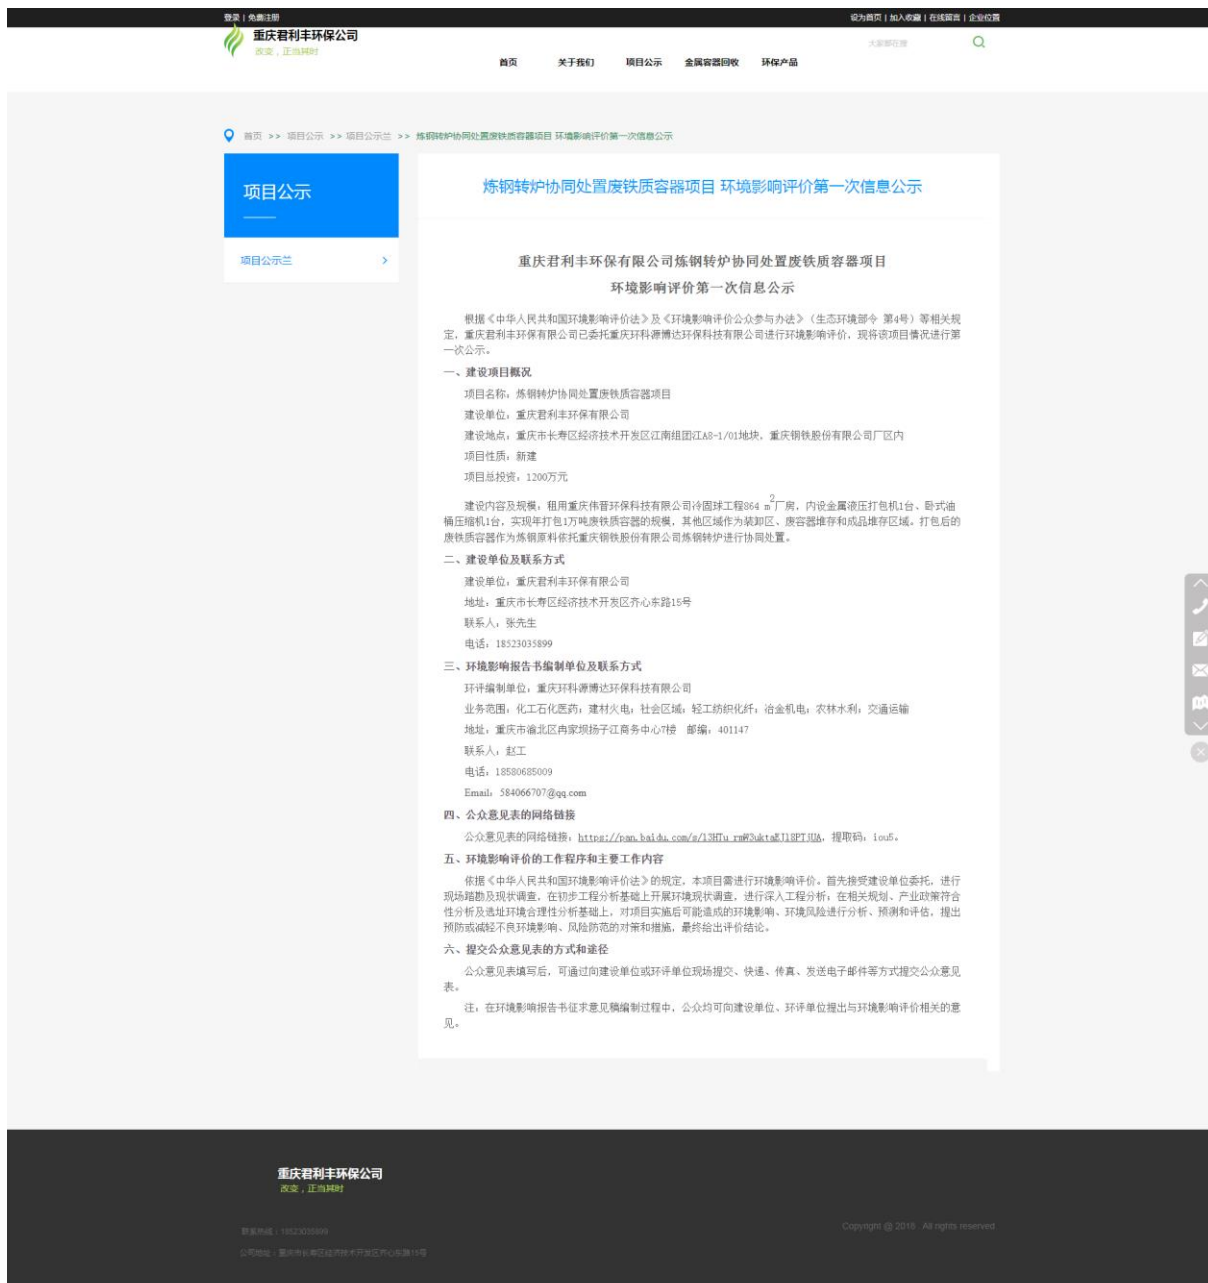 登录 | 免费注册
设为首页 | 加入收藏 | 在线留言 | 企业位置
重庆君利丰环保公司
改变，正当其时
大家都在搜
首页 关于我们 项目公示 金属容器回收 环保产品
首页 >> 项目公示 >> 项目公示兰 >> 炼钢转炉协同处置废铁质容器项目 环境影响评价第一次信息公示
项目公示
项目公示兰 >
炼钢转炉协同处置废铁质容器项目 环境影响评价第一次信息公示
重庆君利丰环保有限公司炼钢转炉协同处置废铁质容器项目
环境影响评价第一次信息公示
根据《中华人民共和国环境影响评价法》及《环境影响评价公众参与办法》（生态环境部令 第4号）等相关规
定，重庆君利丰环保有限公司已委托重庆环科源博达环保科技有限公司进行环境影响评价，现将该项目情况进行第
一次公示。
一、建设项目概况
项目名称：炼钢转炉协同处置废铁质容器项目
建设单位：重庆君利丰环保有限公司
建设地点：重庆市长寿区经济技术开发区江南组团江A8-1/01地块，重庆钢铁股份有限公司厂区内
项目性质：新建
项目总投资：1200万元
建设内容及规模：租用重庆伟晋环保科技有限公司冷固球工程864 m²厂房，内设金属液压打包机1台、卧式油
桶压缩机1台，实现年打包1万吨废铁质容器的规模，其他区域作为装卸区、废容器堆存和成品堆存区域。打包后的
废铁质容器作为炼钢原料依托重庆钢铁股份有限公司炼钢转炉进行协同处置。
二、建设单位及联系方式
建设单位：重庆君利丰环保有限公司
地址：重庆市长寿区经济技术开发区齐心东路15号
联系人：张先生
电话：18523035899
三、环境影响报告书编制单位及联系方式
环评编制单位：重庆环科源博达环保科技有限公司
业务范围：化工石化医药；建材火电；社会区域；轻工纺织化纤；冶金机电；农林水利；交通运输
地址：重庆市渝北区冉家坝扬子江商务中心7楼 邮编：401147
联系人：赵工
电话：18580685009
Email：584066707@qq.com
四、公众意见表的网络链接
公众意见表的网络链接：https://pan.baidu.com/s/13HTu_rmW3uktaEJ18PTJUA，提取码：iou5。
五、环境影响评价的工作程序和主要工作内容
依据《中华人民共和国环境影响评价法》的规定，本项目需进行环境影响评价。首先接受建设单位委托，进行
现场踏勘及现状调查，在初步工程分析基础上开展环境现状调查，进行深入工程分析；在相关规划、产业政策符合
性分析及选址环境合理性分析基础上，对项目实施后可能造成的环境影响、环境风险进行分析、预测和评估，提出
预防或减轻不良环境影响、风险防范的对策和措施，最终给出评价结论。
六、提交公众意见表的方式和途径
公众意见表填写后，可通过向建设单位或环评单位现场提交、快递、传真、发送电子邮件等方式提交公众意见
表。
注：在环境影响报告书征求意见稿编制过程中，公众均可向建设单位、环评单位提出与环境影响评价相关的意
见。
重庆君利丰环保公司
改变，正当其时
联系热线：18523035899
Copyright @ 2018 . All rights reserved
公司地址：重庆市长寿区经济技术开发区齐心东路15号